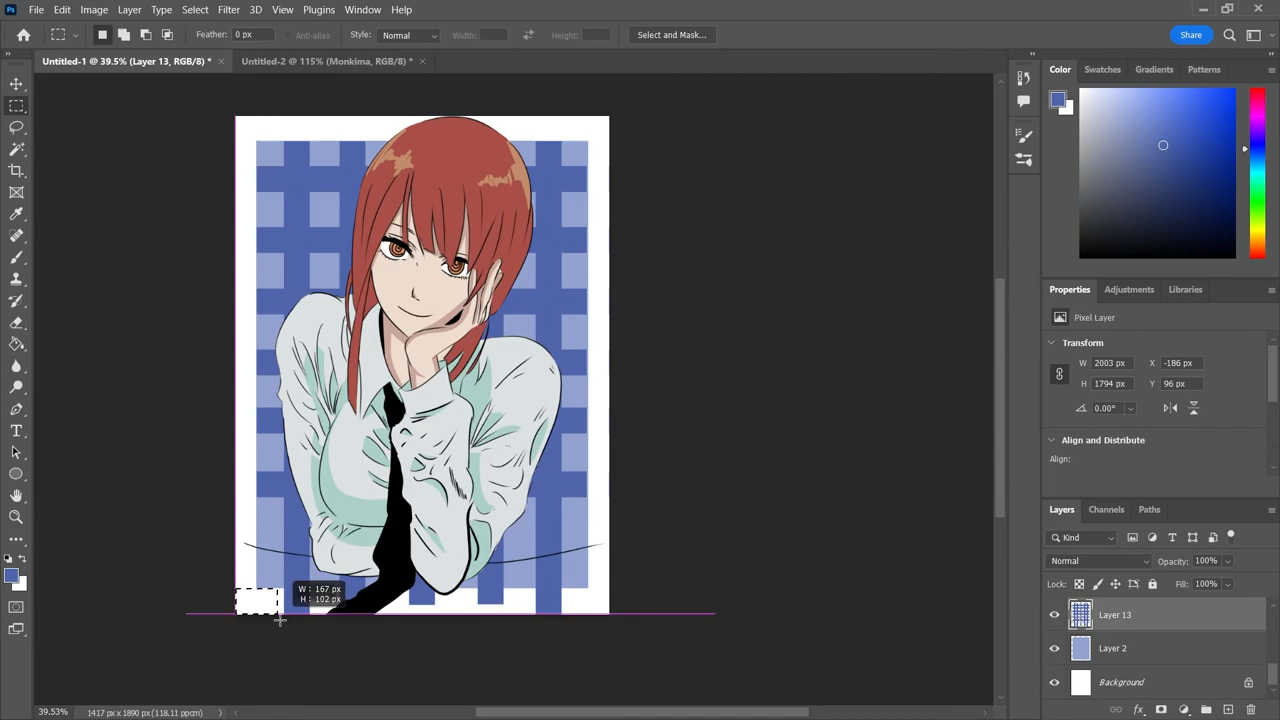 Ps File Edit Image Layer Type Select Filter 3D View Plugins Window Help
Feather: 0 px Anti-alias Style: Normal Width: Height: Select and Mask... Share
Untitled-1 @ 39.5% (Layer 13, RGB/8) * × Untitled-2 @ 115% (Monkima, RGB/8) * ×
Color Swatches Gradients Patterns
Properties Adjustments Libraries
Pixel Layer
Transform
W 2003 px X -186 px
H 1794 px Y 96 px
0.00°
Align and Distribute
Align:
Layers Channels Paths
Kind
Normal Opacity: 100%
Lock: Fill: 100%
W: 167 px
H: 102 px
Layer 13
Layer 2
Background
39.53% 1417 px x 1890 px (118.11 ppcm)